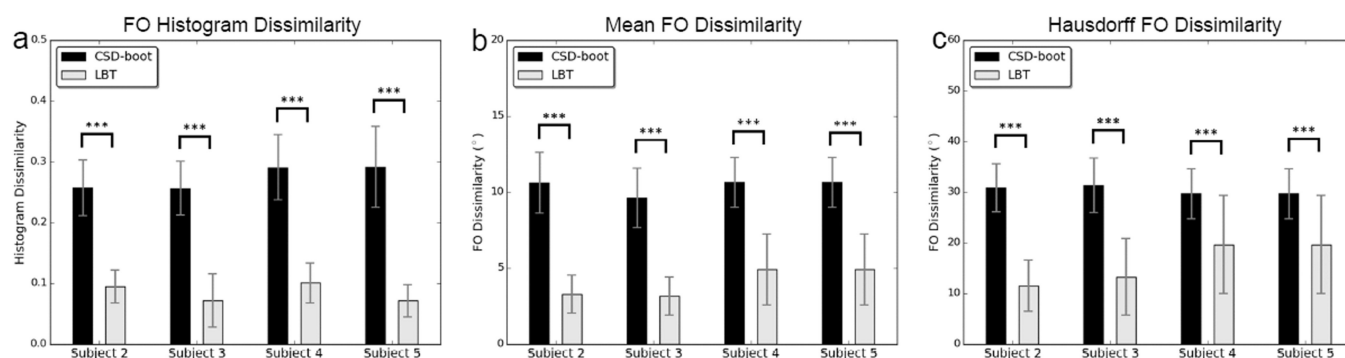 FO Histogram Dissimilarity
a
Histogram Dissimilarity
0.5
0.4
0.3
0.2
0.1
0.0
CSD-boot
LBT
***
***
***
***
Subject 2
Subject 3
Subject 4
Subject 5
Mean FO Dissimilarity
b
FO Dissimilarity (°)
20
15
10
5
0
CSD-boot
LBT
***
***
***
***
Subject 2
Subject 3
Subject 4
Subject 5
Hausdorff FO Dissimilarity
c
FO Dissimilarity (°)
60
50
40
30
20
10
0
CSD-boot
LBT
***
***
***
***
Subject 2
Subject 3
Subject 4
Subject 5